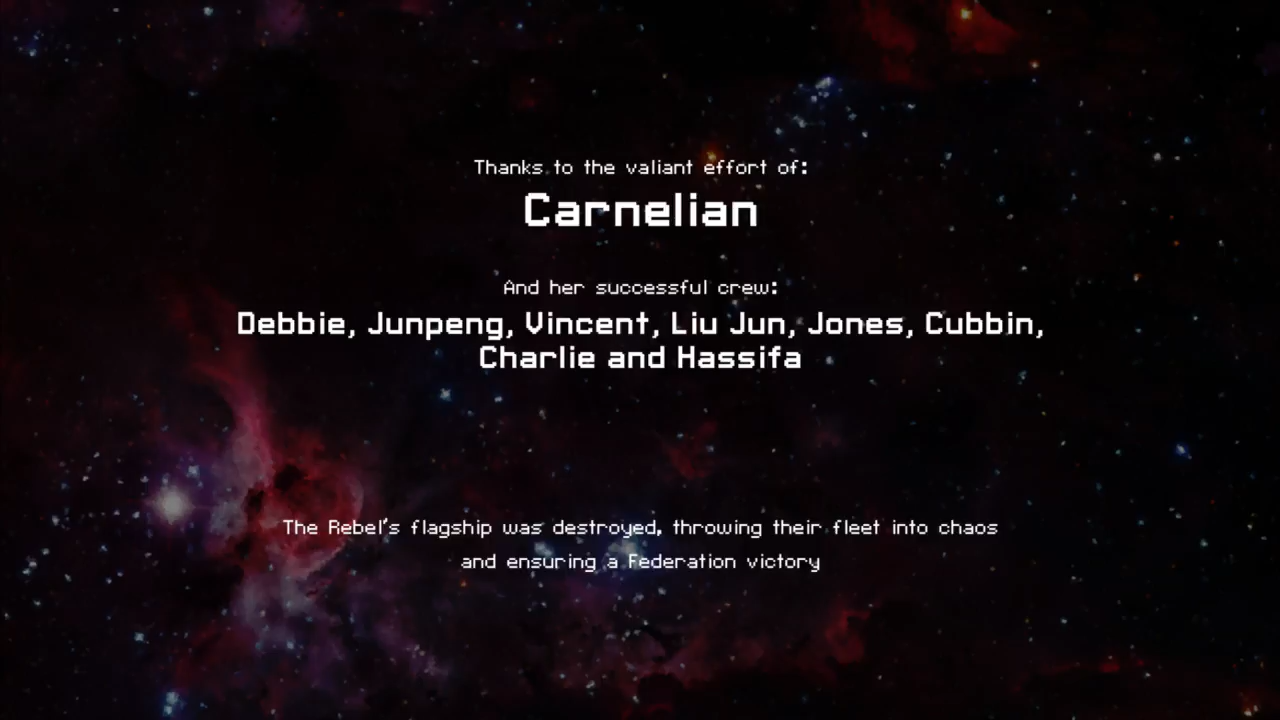 Thanks to the valiant effort of:
Carnelian
And her successful crew:
Debbie, Junpeng, Vincent, Liu Jun, Jones, Cubbin,
Charlie and Hassifa
The Rebel's flagship was destroyed, throwing their fleet into chaos
and ensuring a Federation victory